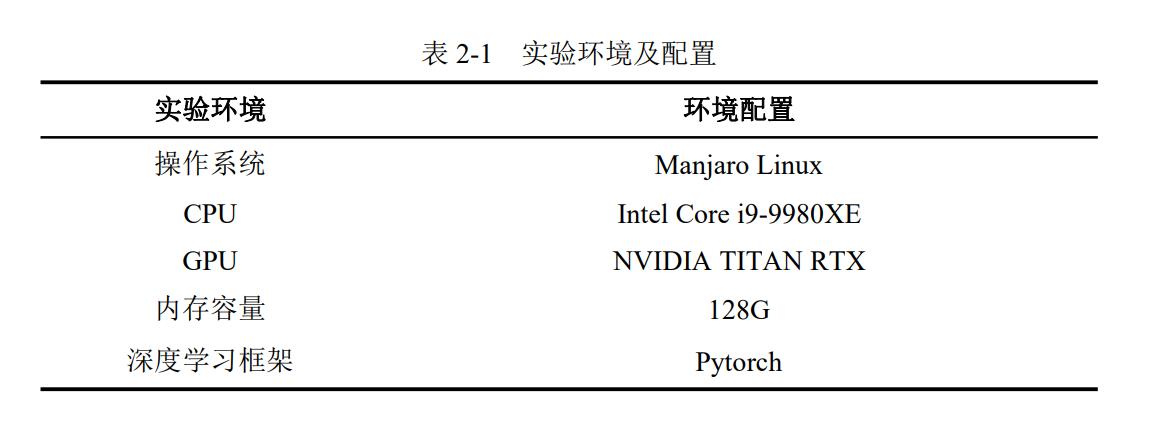 表 2-1 实验环境及配置
实验环境 环境配置
操作系统 Manjaro Linux
CPU Intel Core i9-9980XE
GPU NVIDIA TITAN RTX
内存容量 128G
深度学习框架 Pytorch